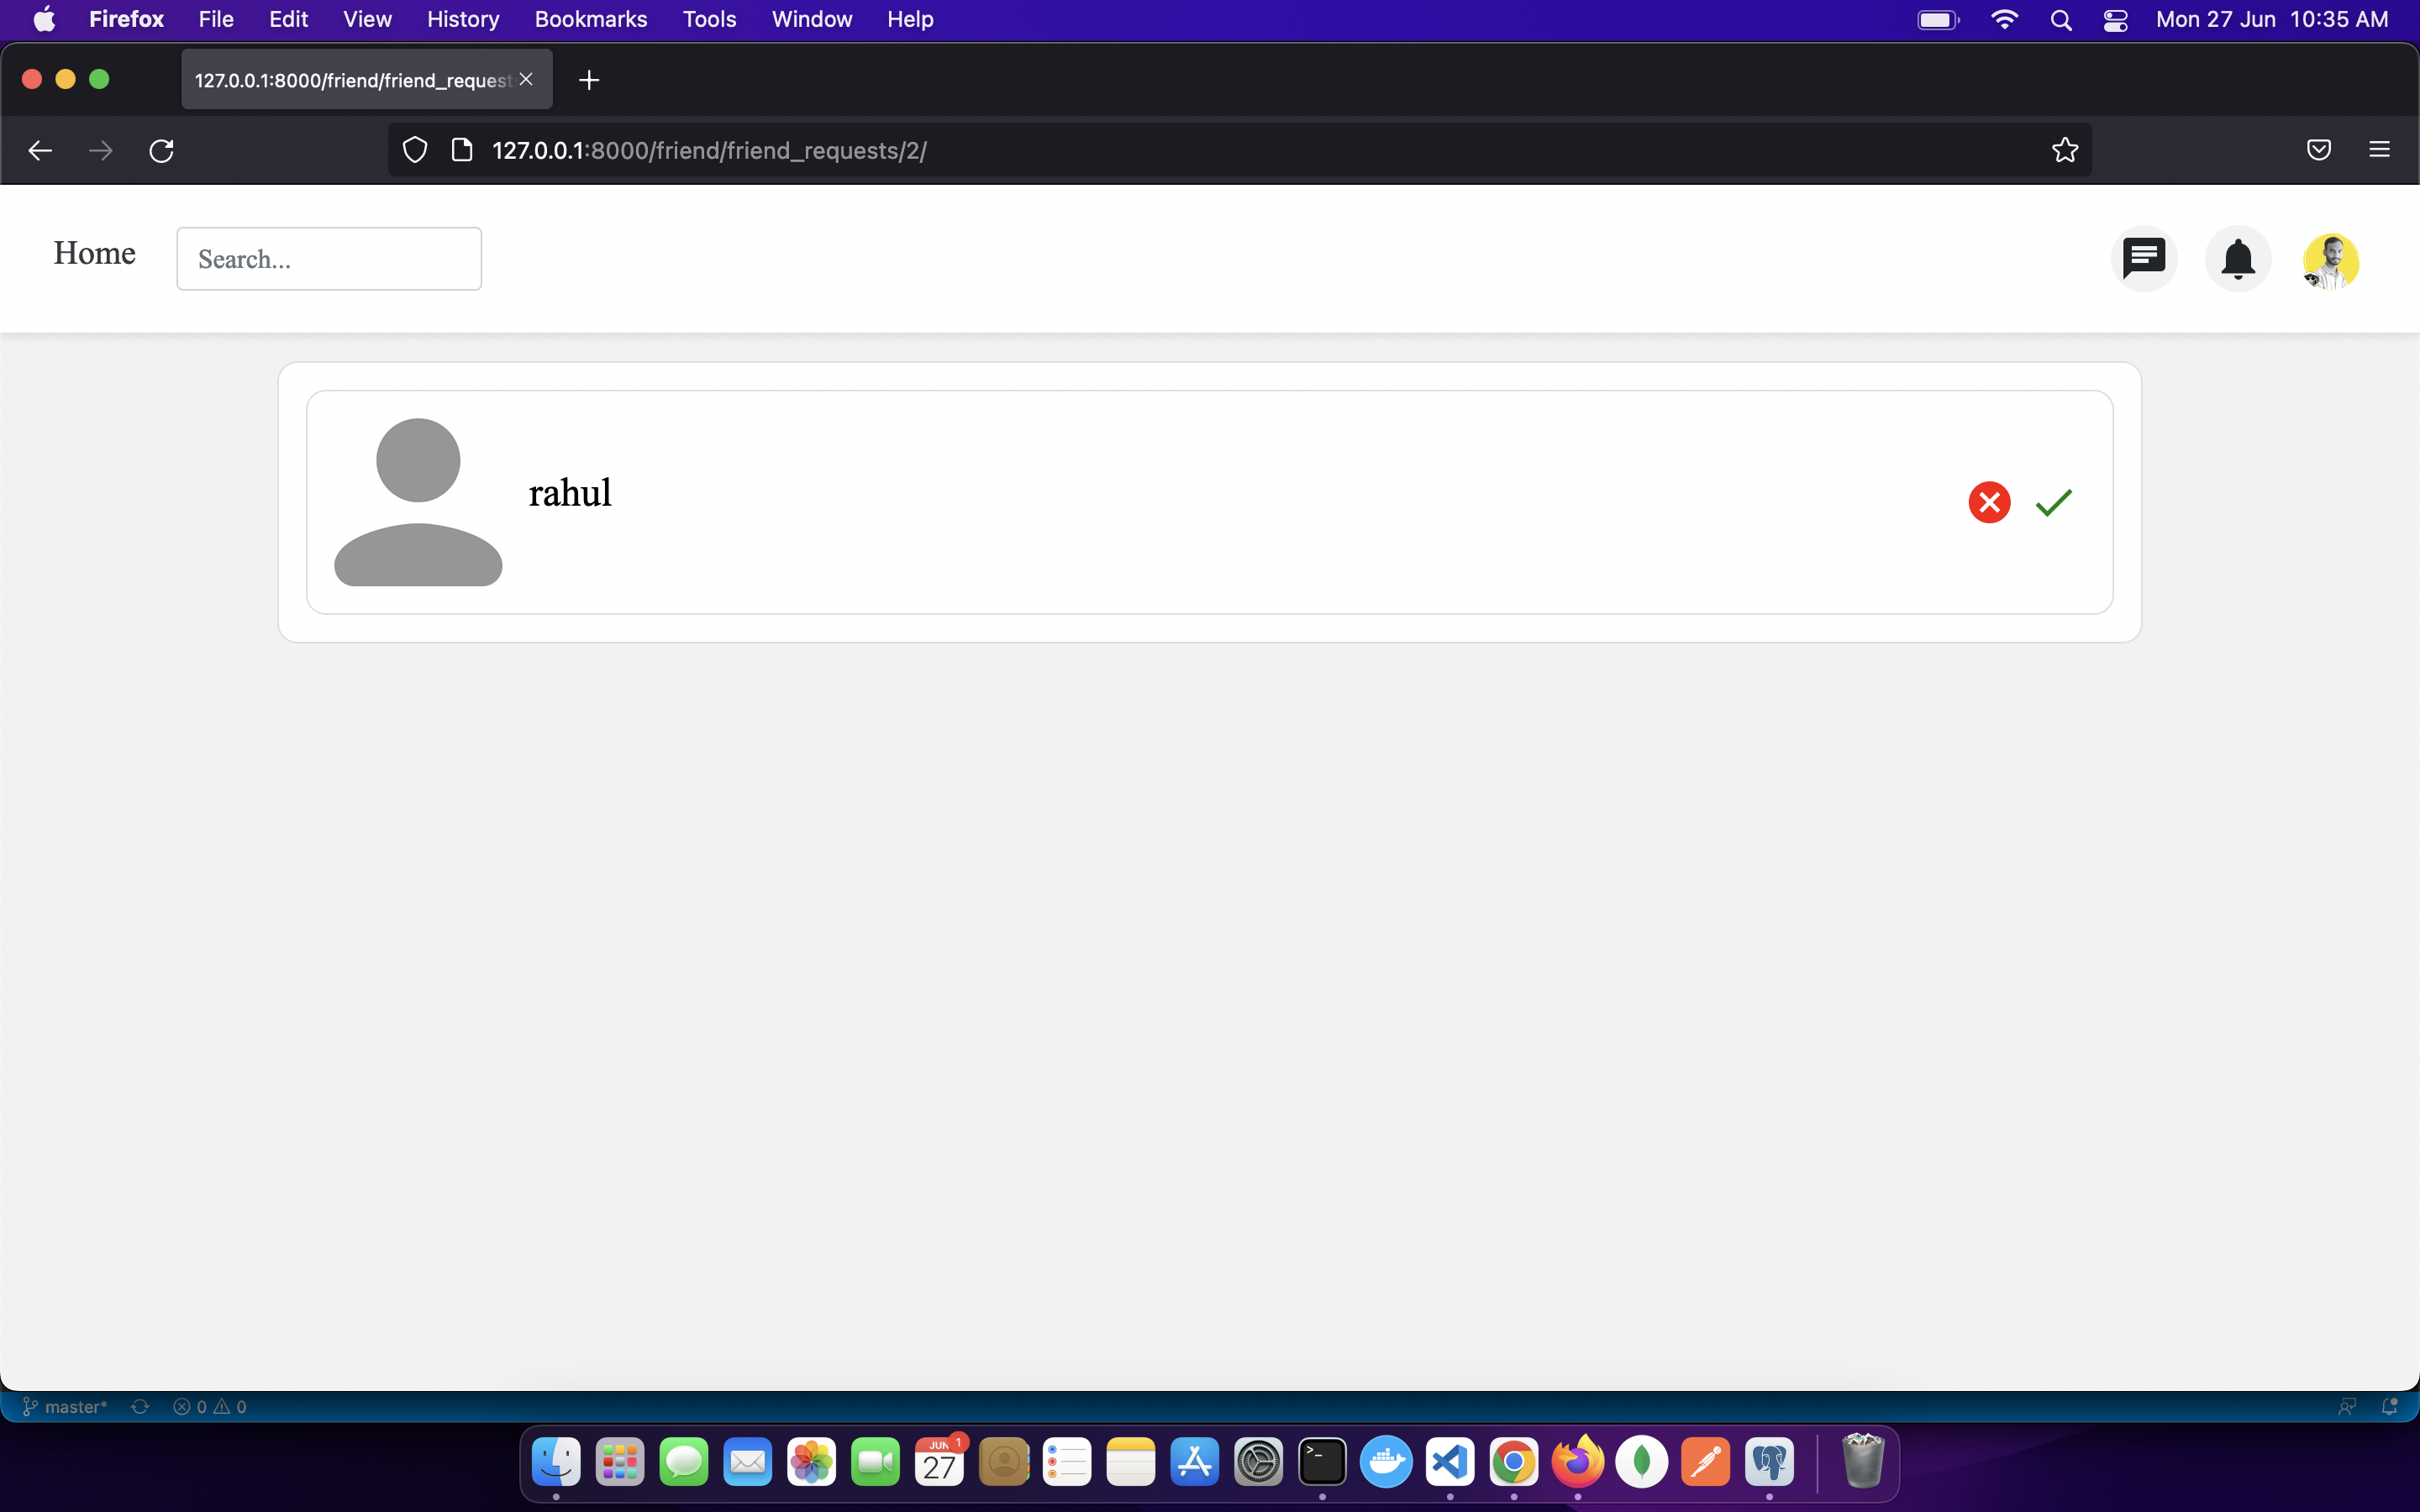 Firefox File Edit View History Bookmarks Tools Window Help Mon 27 Jun 10:35 AM
127.0.0.1:8000/friend/friend_request
127.0.0.1:8000/friend/friend_requests/2/
Home Search...
rahul
master* 0 0
JUN 1
27
>_